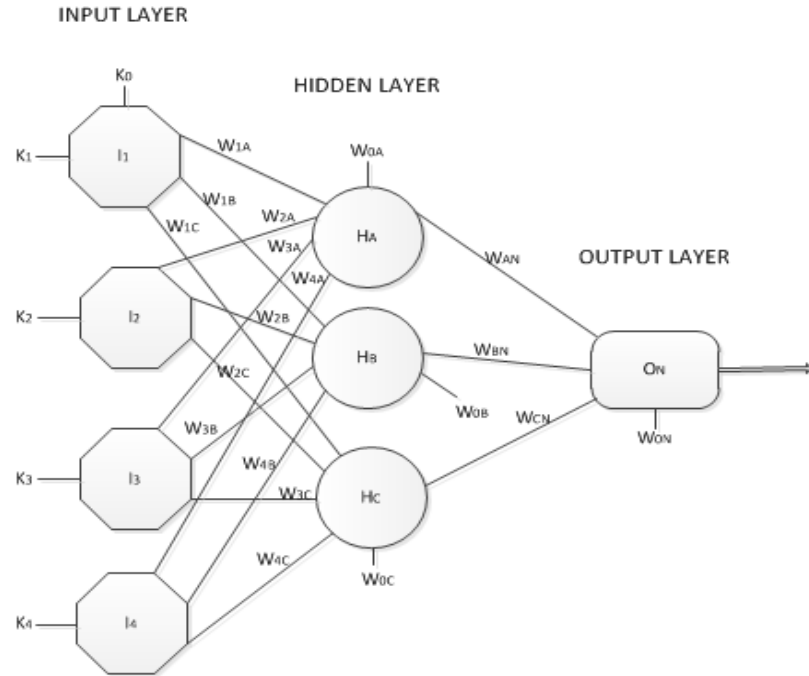 INPUT LAYER
K0
HIDDEN LAYER
K1
I1
W1A
W0A
W1B
W2A
W1C
W3A
HA
W4A
WAN
OUTPUT LAYER
K2
I2
W2B
HB
WBN
ON
W2C
W0B
WCN
W3B
W0N
W4B
K3
I3
W3C
HC
W4C
W0C
K4
I4